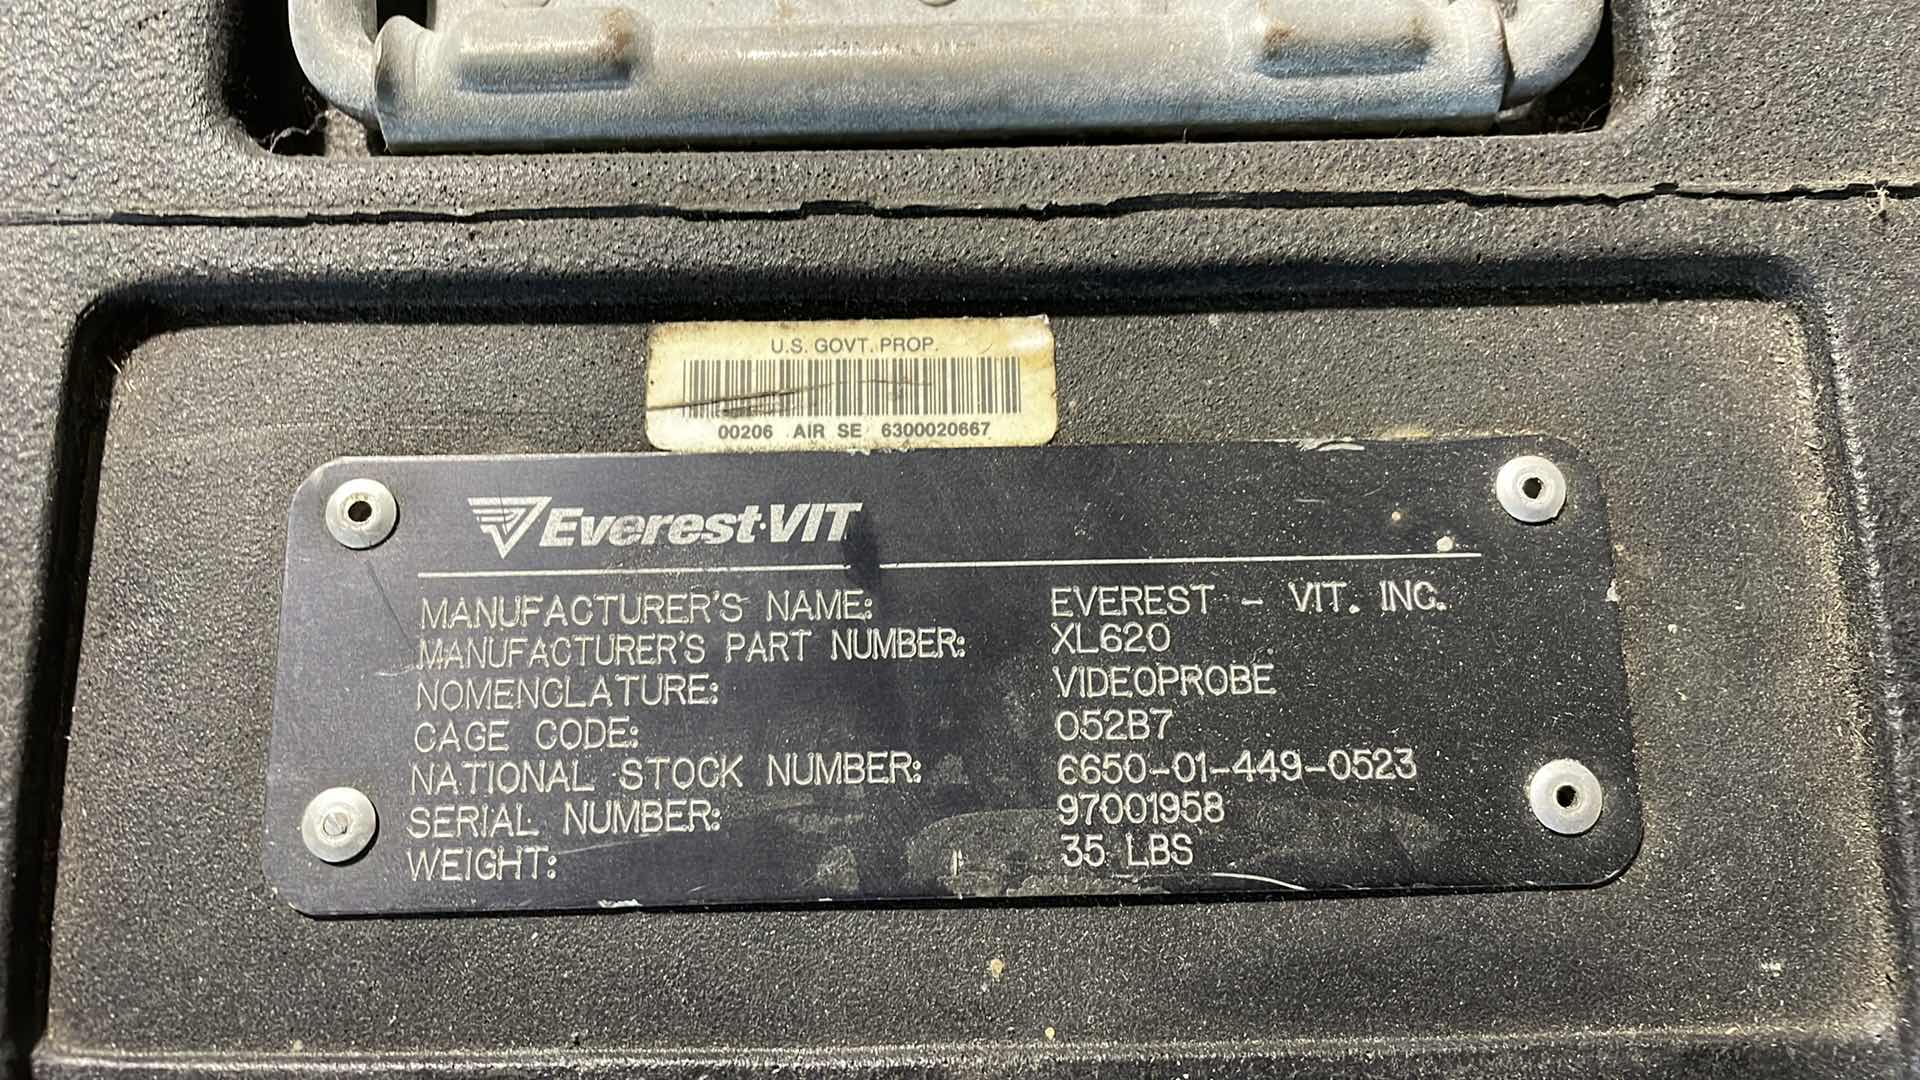 U.S. GOVT. PROP.
00206 AIR SE 6300020667
Everest·VIT
MANUFACTURER'S NAME: EVEREST - VIT. INC.
MANUFACTURER'S PART NUMBER: XL620
NOMENCLATURE: VIDEOPROBE
CAGE CODE: 052B7
NATIONAL STOCK NUMBER: 6650-01-449-0523
SERIAL NUMBER: 97001958
WEIGHT: 35 LBS